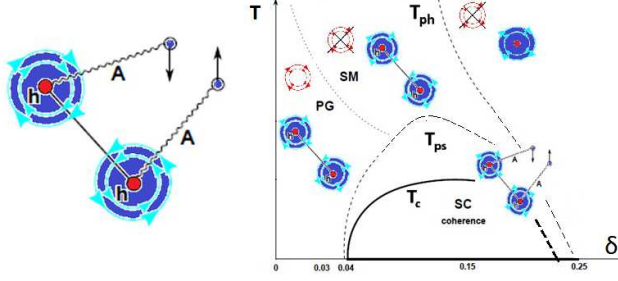 A
h
A
h
T
T_ph
h
SM
h
PG
h
h
T_ps
A
A
T_c
SC
coherence
δ
0
0.03
0.04
0.15
0.25